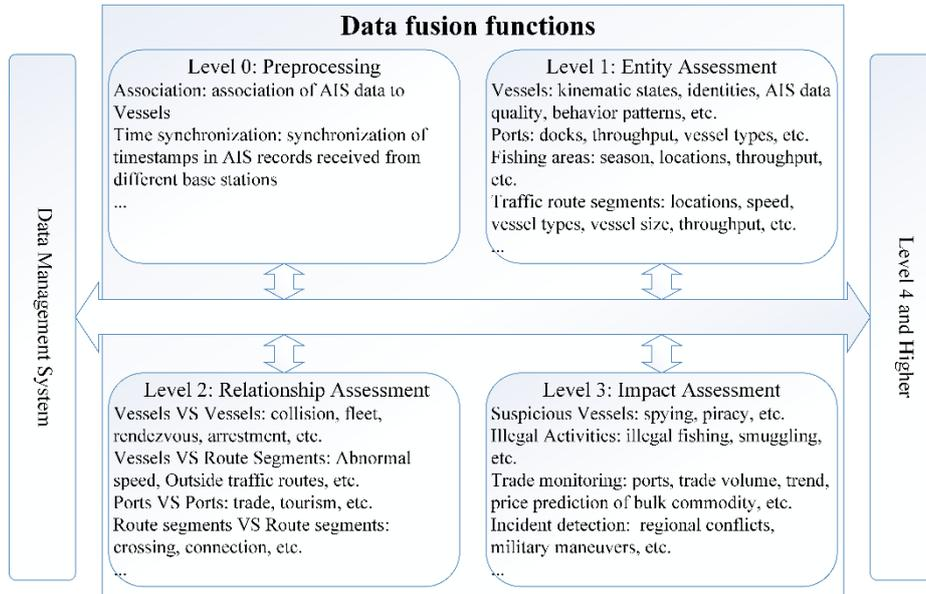 Data fusion functions
Data Management System
Level 0: Preprocessing
Association: association of AIS data to
Vessels
Time synchronization: synchronization of
timestamps in AIS records received from
different base stations
...
Level 1: Entity Assessment
Vessels: kinematic states, identities, AIS data
quality, behavior patterns, etc.
Ports: docks, throughput, vessel types, etc.
Fishing areas: season, locations, throughput,
etc.
Traffic route segments: locations, speed,
vessel types, vessel size, throughput, etc.
...
Level 2: Relationship Assessment
Vessels VS Vessels: collision, fleet,
rendezvous, arrestment, etc.
Vessels VS Route Segments: Abnormal
speed, Outside traffic routes, etc.
Ports VS Ports: trade, tourism, etc.
Route segments VS Route segments:
crossing, connection, etc.
...
Level 3: Impact Assessment
Suspicious Vessels: spying, piracy, etc.
Illegal Activities: illegal fishing, smuggling,
etc.
Trade monitoring: ports, trade volume, trend,
price prediction of bulk commodity, etc.
Incident detection: regional conflicts,
military maneuvers, etc.
...
Level 4 and Higher